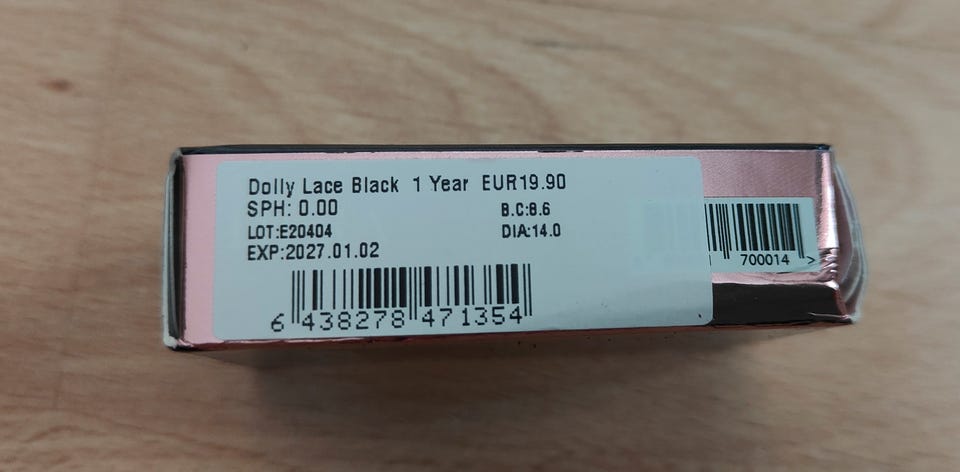 Dolly Lace Black 1 Year EUR19.90
SPH: 0.00
B.C:8.6
LOT:E20404
DIA:14.0
EXP:2027.01.02
6 438278 471354
700014 >